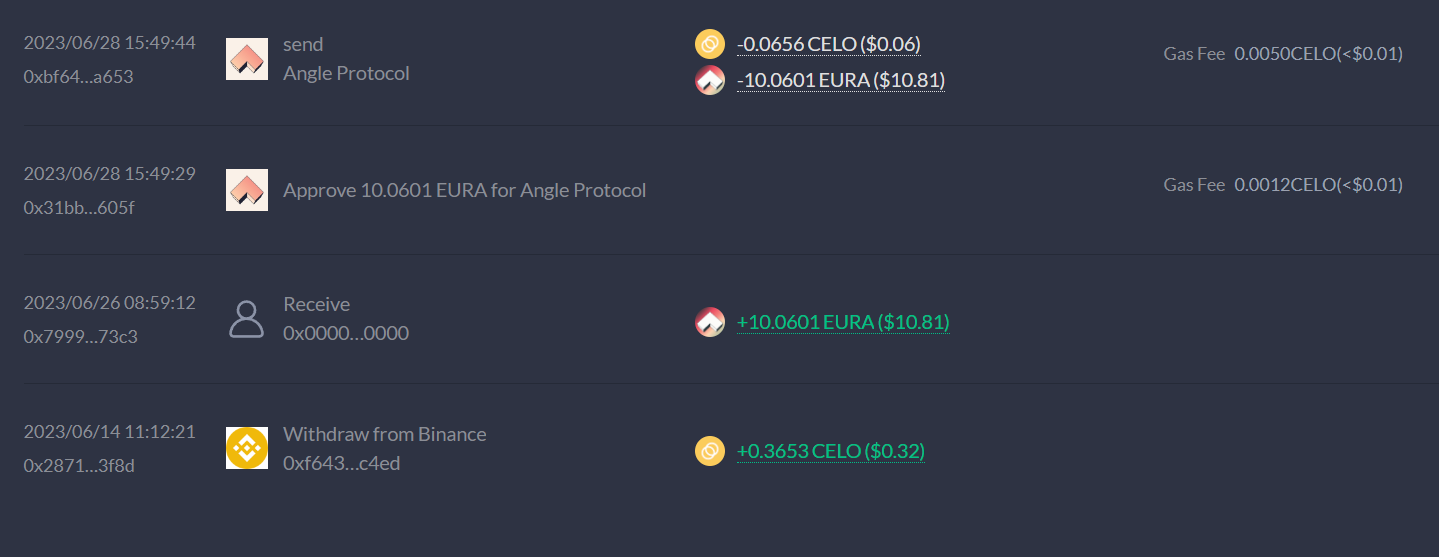 2023/06/28 15:49:44
0xbf64...a653
send
Angle Protocol
-0.0656 CELO ($0.06)
-10.0601 EURA ($10.81)
Gas Fee 0.0050CELO(<$0.01)
2023/06/28 15:49:29
0x31bb...605f
Approve 10.0601 EURA for Angle Protocol
Gas Fee 0.0012CELO(<$0.01)
2023/06/26 08:59:12
0x7999...73c3
Receive
0x0000...0000
+10.0601 EURA ($10.81)
2023/06/14 11:12:21
0x2871...3f8d
Withdraw from Binance
0xf643...c4ed
+0.3653 CELO ($0.32)